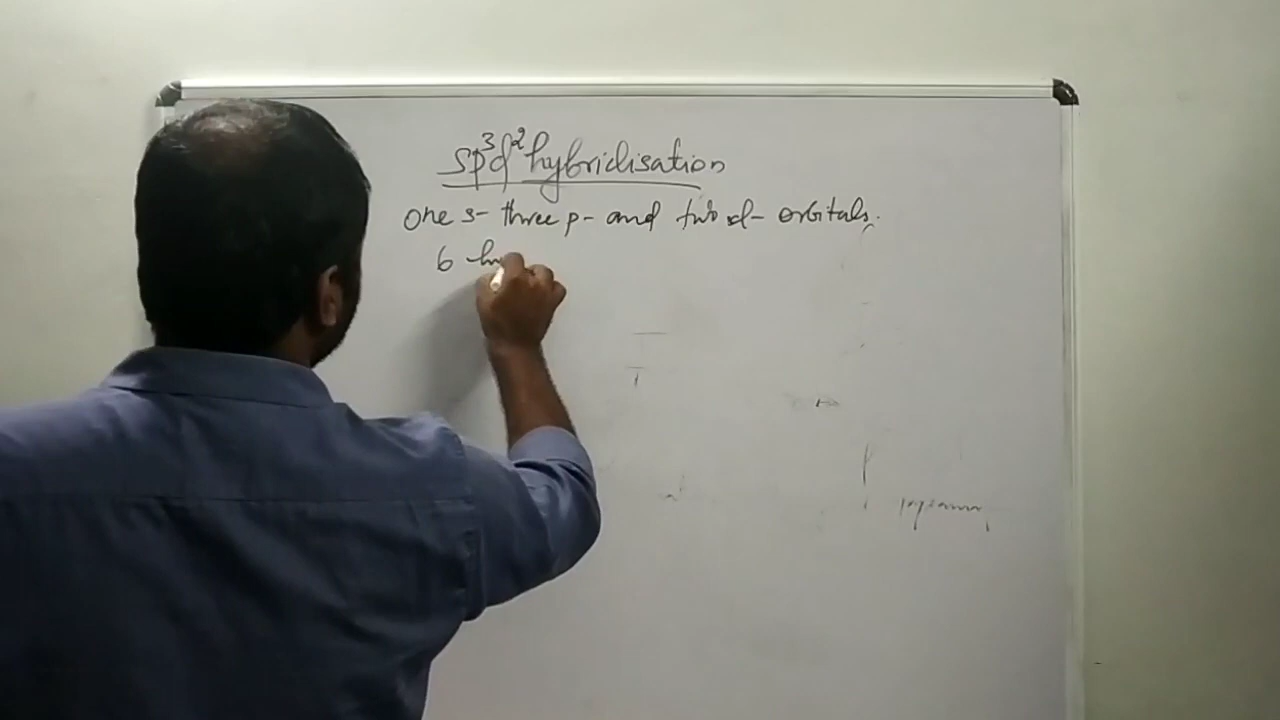 sp³d² hybridisation
one s- three p- and two d- orbitals.
6